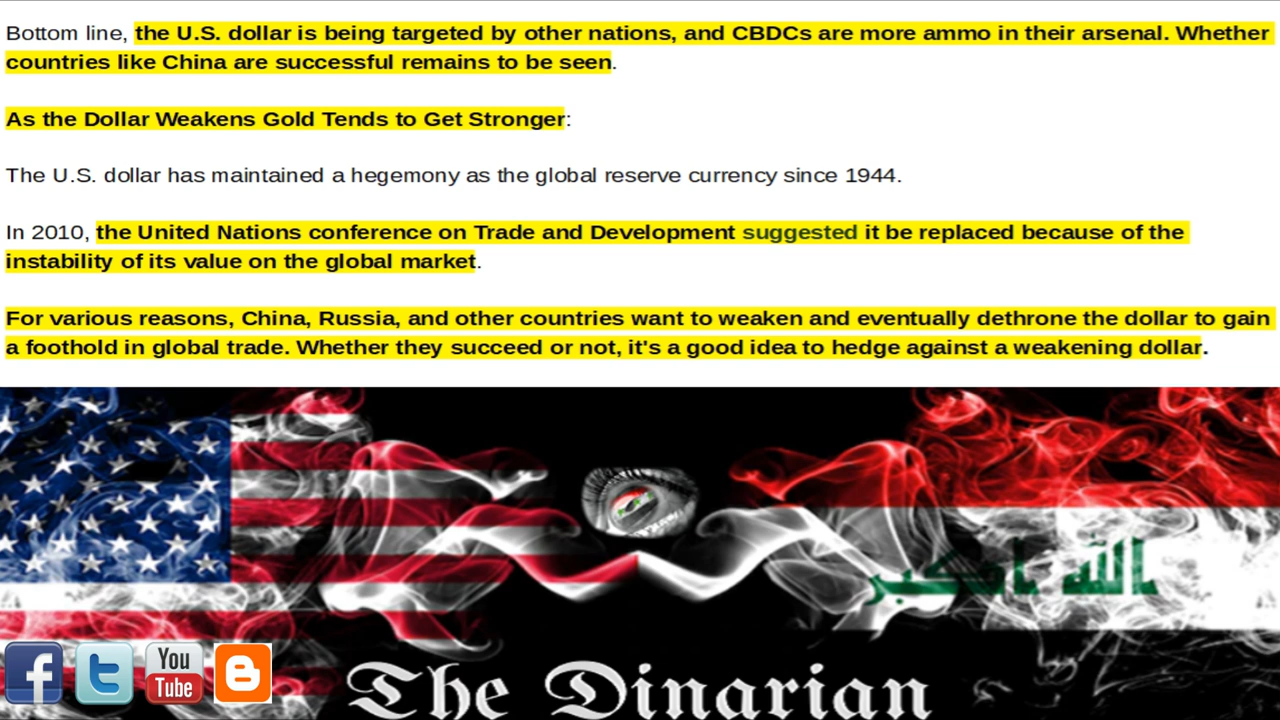 Bottom line, the U.S. dollar is being targeted by other nations, and CBDCs are more ammo in their arsenal. Whether
countries like China are successful remains to be seen.
As the Dollar Weakens Gold Tends to Get Stronger:
The U.S. dollar has maintained a hegemony as the global reserve currency since 1944.
In 2010, the United Nations conference on Trade and Development suggested it be replaced because of the
instability of its value on the global market.
For various reasons, China, Russia, and other countries want to weaken and eventually dethrone the dollar to gain
a foothold in global trade. Whether they succeed or not, it's a good idea to hedge against a weakening dollar.
الله اكبر
You
Tube
The Dinarian